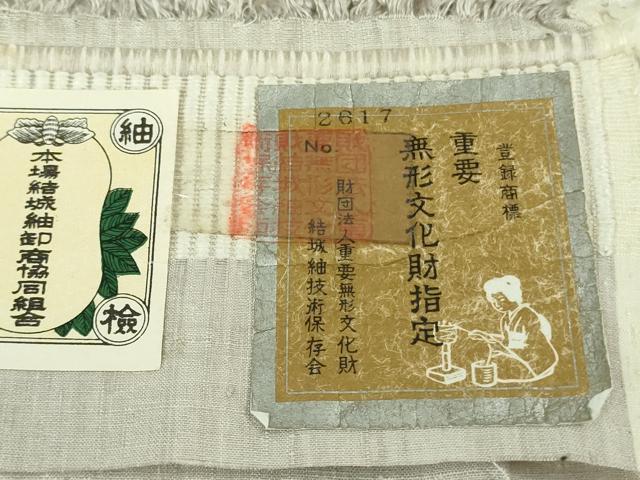 登録商標
重要
無形文化財指定
財団法人重要無形文化財
結城紬技術保存会
No.
2617
紬
検
本場結城紬卸商協同組合